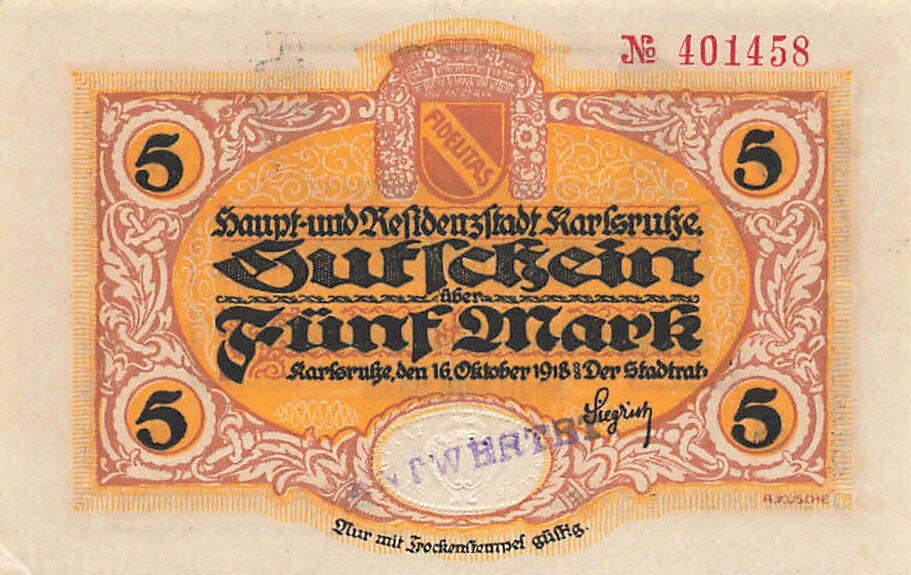 № 401458
FIDELITAS
5 5
Haupt- und Residenzstadt Karlsruhe.
Gutschein
über
Fünf Mark
Karlsruhe, den 16. Oktober 1918 Der Stadtrat:
5 5
Siegrist
ENTWERTET
Nur mit Trockenstempel gültig.